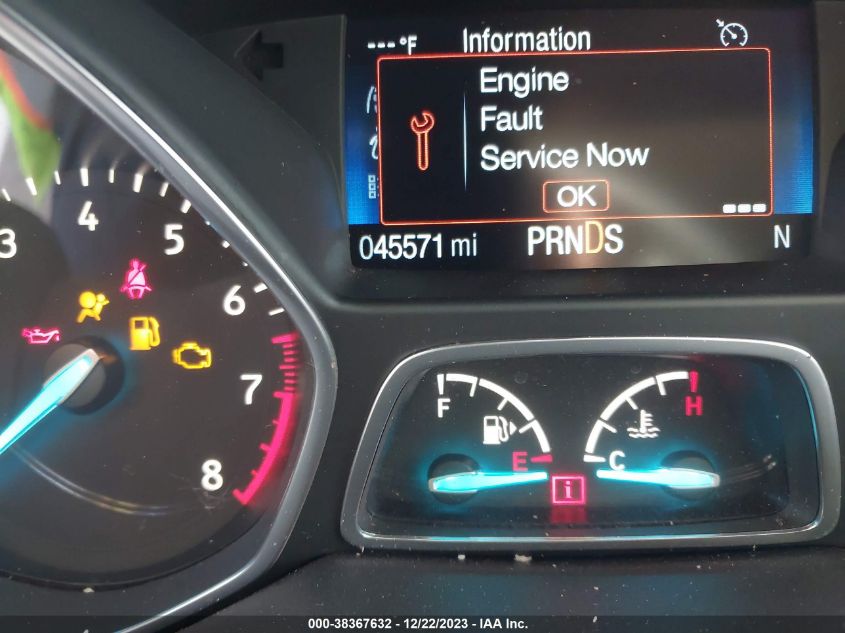 ---°F Information
Engine
Fault
Service Now
OK
045571 mi PRNDS N
3 4 5 6 7 8
F E
C H
i
000-38367632 - 12/22/2023 - IAA Inc.